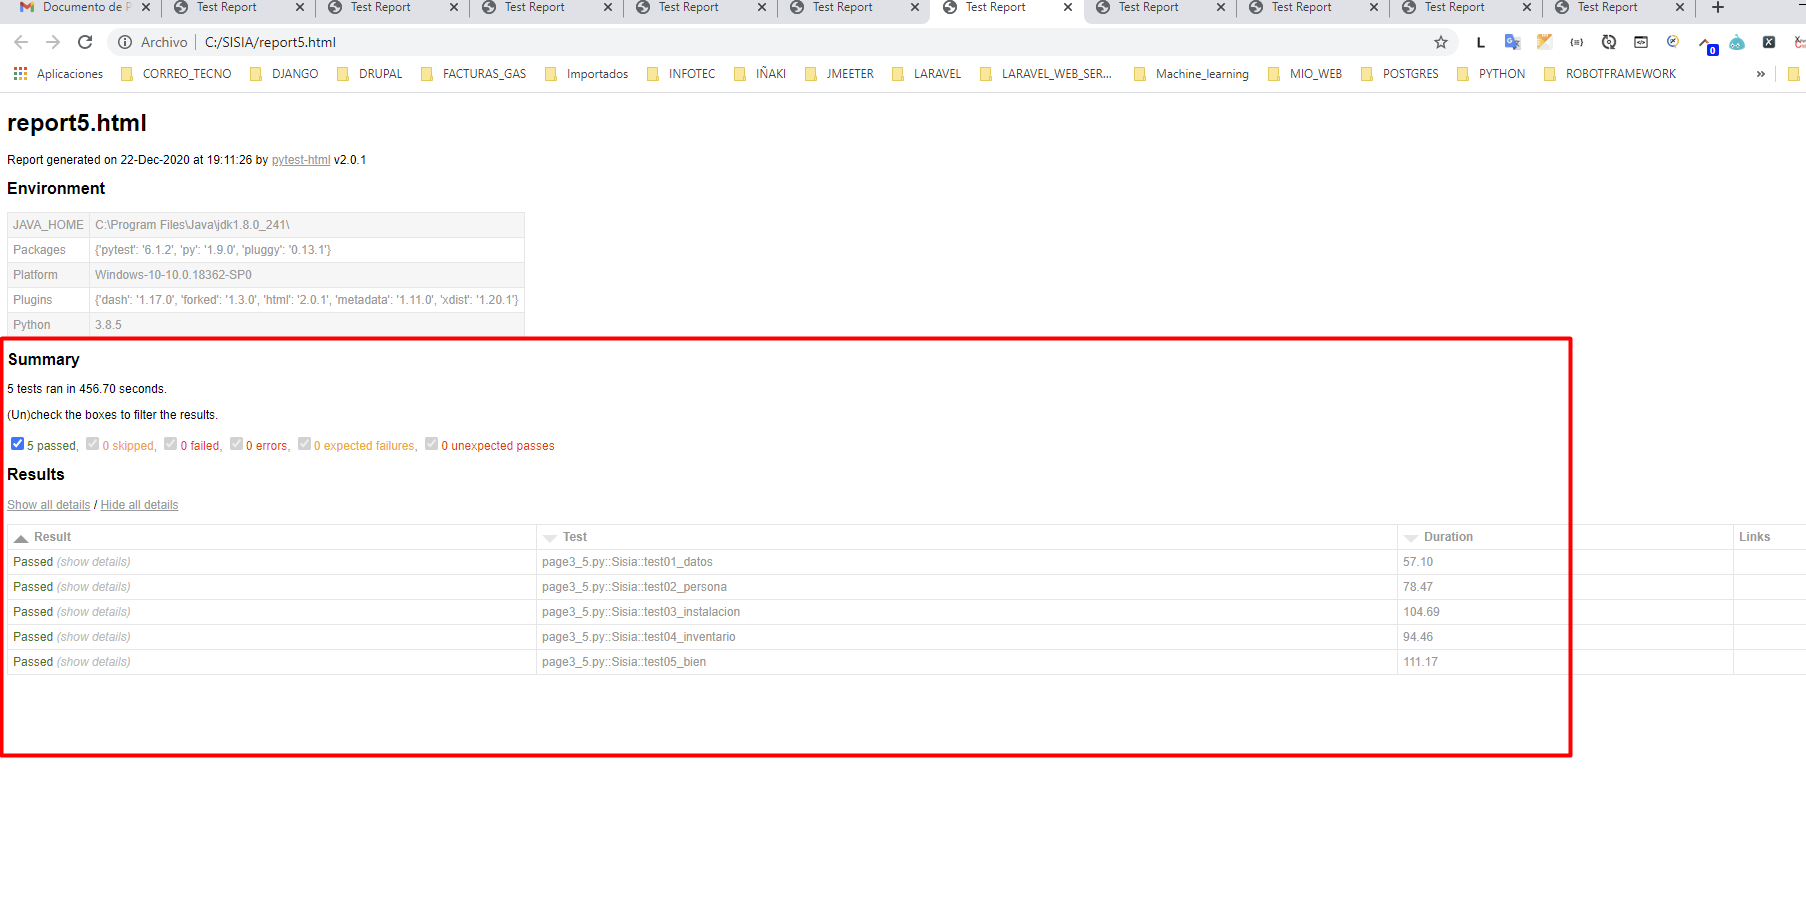 Documento de P
Test Report
Test Report
Test Report
Test Report
Test Report
Test Report
Test Report
Test Report
Test Report
Test Report
Archivo C:/SISIA/report5.html
L
0
X
Aplicaciones CORREO_TECNO DJANGO DRUPAL FACTURAS_GAS Importados INFOTEC IÑAKI JMEETER LARAVEL LARAVEL_WEB_SER... Machine_learning MIO_WEB POSTGRES PYTHON ROBOTFRAMEWORK »
report5.html
Report generated on 22-Dec-2020 at 19:11:26 by pytest-html v2.0.1
Environment
JAVA_HOME C:\Program Files\Java\jdk1.8.0_241\
Packages {'pytest': '6.1.2', 'py': '1.9.0', 'pluggy': '0.13.1'}
Platform Windows-10-10.0.18362-SP0
Plugins {'dash': '1.17.0', 'forked': '1.3.0', 'html': '2.0.1', 'metadata': '1.11.0', 'xdist': '1.20.1'}
Python 3.8.5
Summary
5 tests ran in 456.70 seconds.
(Un)check the boxes to filter the results.
5 passed, 0 skipped, 0 failed, 0 errors, 0 expected failures, 0 unexpected passes
Results
Show all details / Hide all details
Result Test Duration Links
Passed (show details) page3_5.py::Sisia::test01_datos 57.10
Passed (show details) page3_5.py::Sisia::test02_persona 78.47
Passed (show details) page3_5.py::Sisia::test03_instalacion 104.69
Passed (show details) page3_5.py::Sisia::test04_inventario 94.46
Passed (show details) page3_5.py::Sisia::test05_bien 111.17